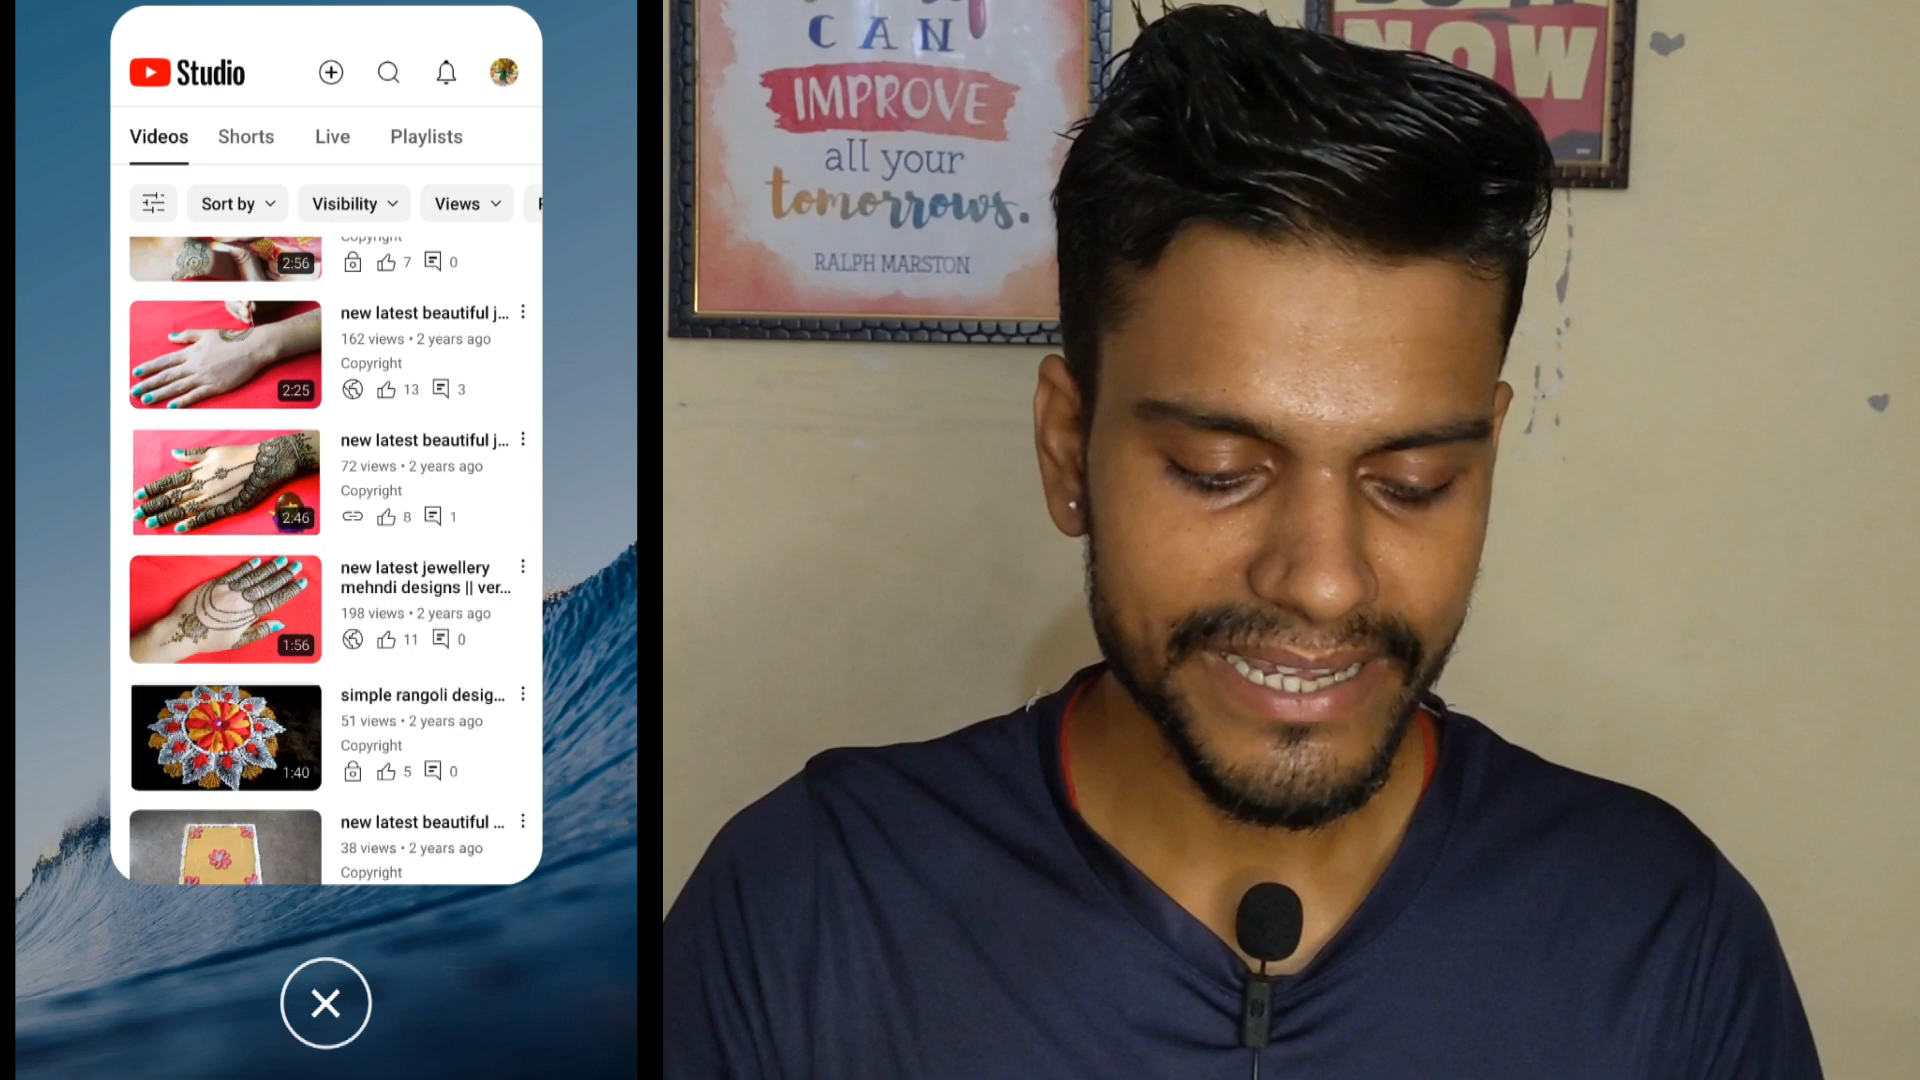 Studio
Videos Shorts Live Playlists
Sort by Visibility Views
Copyright
2:56
7 0
new latest beautiful j...
162 views • 2 years ago
Copyright
2:25
13 3
new latest beautiful j...
72 views • 2 years ago
Copyright
2:46
8 1
new latest jewellery
mehndi designs || ver...
198 views • 2 years ago
1:56
11 0
simple rangoli desig...
51 views • 2 years ago
Copyright
1:40
5 0
new latest beautiful ...
38 views • 2 years ago
Copyright
CAN
IMPROVE
all your
tomorrows.
RALPH MARSTON
NOW